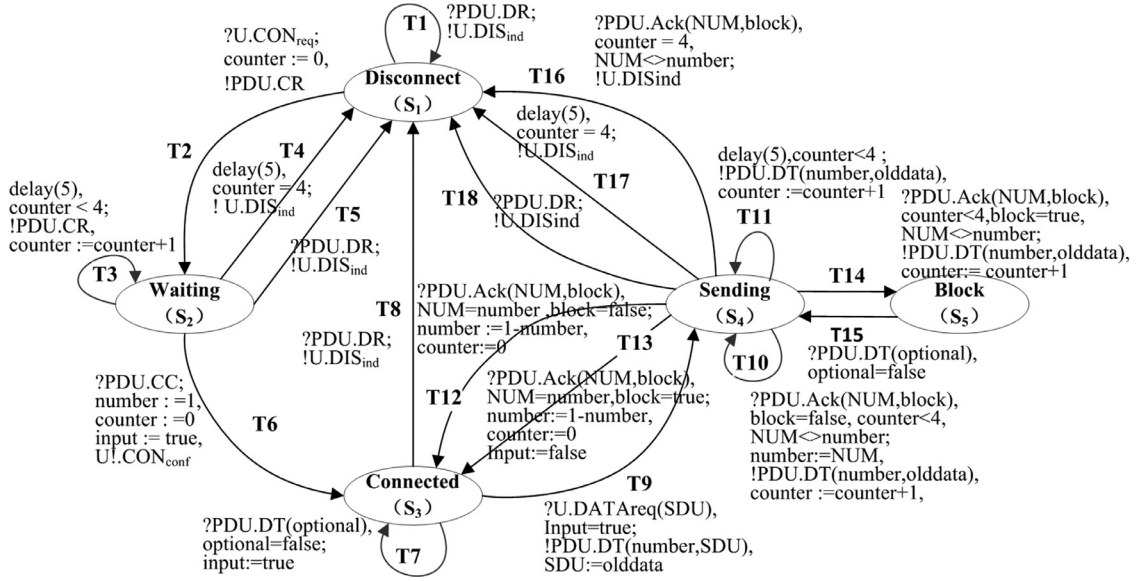 T1
?PDU.DR;
!U.DISind
?U.CONreq;
counter := 0,
!PDU.CR
Disconnect
(S1)
T16
?PDU.Ack(NUM,block),
counter = 4,
NUM<>number;
!U.DISind
T2
T4
delay(5),
counter = 4;
! U.DISind
T5
?PDU.DR;
!U.DISind
delay(5),
counter = 4;
!U.DISind
T17
T18
?PDU.DR;
!U.DISind
delay(5),counter<4 ;
!PDU.DT(number,olddata),
counter :=counter+1
T11
?PDU.Ack(NUM,block),
counter<4,block=true,
NUM<>number;
!PDU.DT(number,olddata),
counter:= counter+1
delay(5),
counter < 4;
!PDU.CR,
counter :=counter+1
T3
Waiting
(S2)
T8
?PDU.DR;
!U.DISind
?PDU.Ack(NUM,block),
NUM=number ,block=false;
number :=1-number,
counter:=0
Sending
(S4)
T14
Block
(S5)
T15
?PDU.DT(optional),
optional=false
T10
T13
?PDU.CC;
number : =1,
counter : =0
input := true,
U!.CONconf
T6
T12
?PDU.Ack(NUM,block),
NUM=number,block=true;
number:=1-number,
counter:=0
Input:=false
?PDU.Ack(NUM,block),
block=false, counter<4,
NUM<>number;
number:=NUM,
!PDU.DT(number,olddata),
counter :=counter+1,
Connected
(S3)
T9
?U.DATAreq(SDU),
Input=true;
!PDU.DT(number,SDU),
SDU:=olddata
?PDU.DT(optional),
optional=false;
input:=true
T7